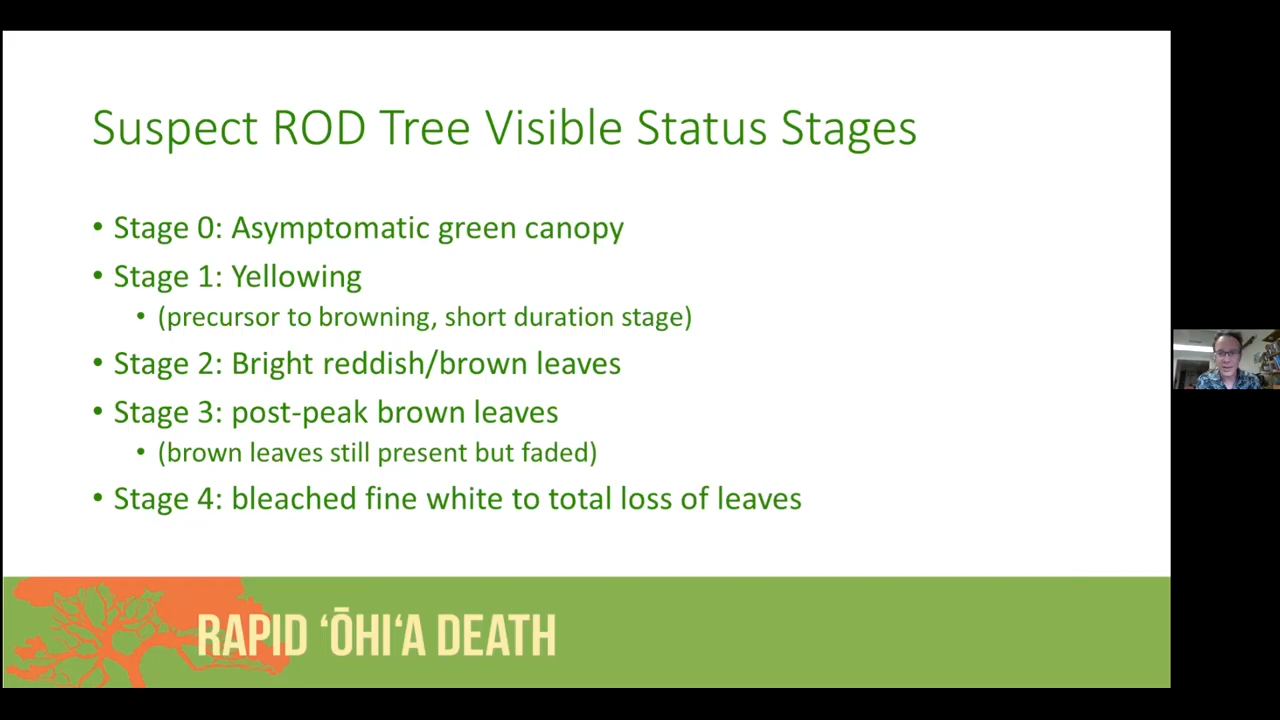 Suspect ROD Tree Visible Status Stages
• Stage 0: Asymptomatic green canopy
• Stage 1: Yellowing
• (precursor to browning, short duration stage)
• Stage 2: Bright reddish/brown leaves
• Stage 3: post-peak brown leaves
• (brown leaves still present but faded)
• Stage 4: bleached fine white to total loss of leaves
RAPID ʻŌHIʻA DEATH